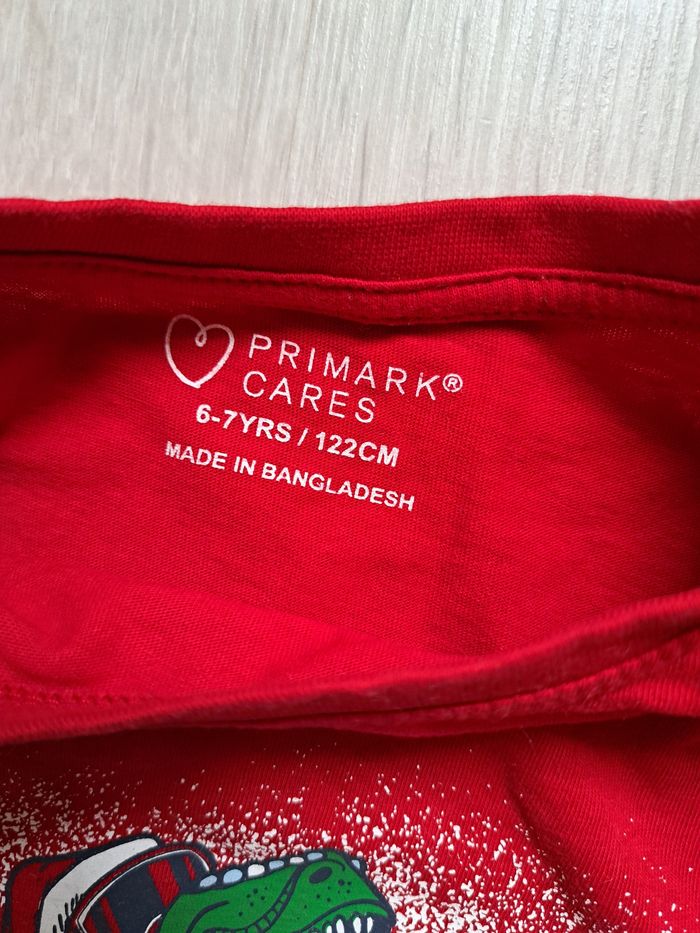 PRIMARK®
CARES
6-7YRS / 122CM
MADE IN BANGLADESH